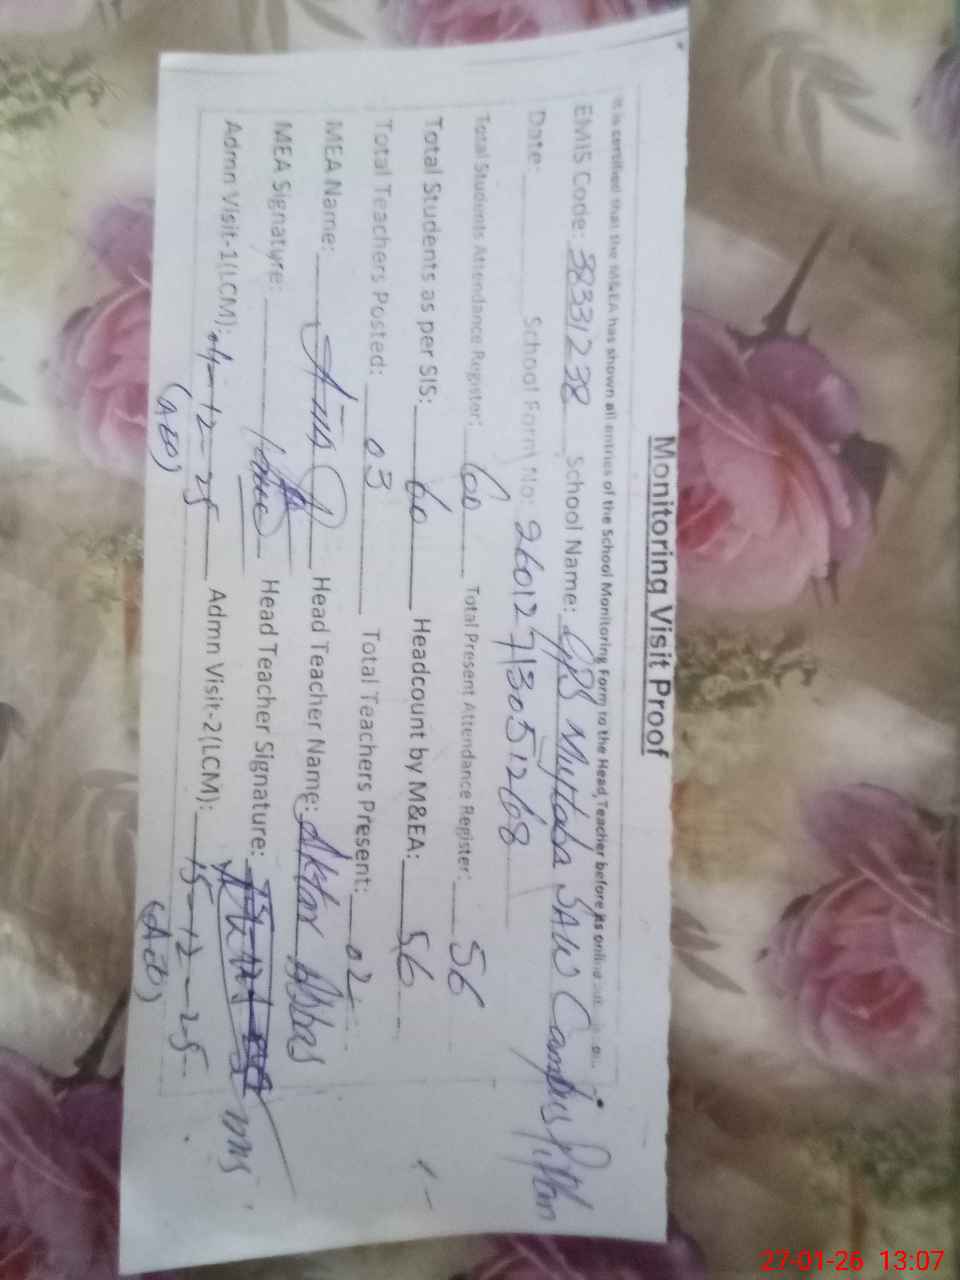 Monitoring Visit Proof
It is certified that the M&EA has shown all entries of the School Monitoring Form to the Head Teacher before its online
EMIS Code: 38331238 School Name: GPS Mujtaba SAW Campus
Date: School Form No: 26012713051268
Total Students Attendance Register: 60 Total Present Attendance Register: 56
Total Students as per SIS: 60 Headcount by M&EA: 56
Total Teachers Posted: 03 Total Teachers Present: 02
MEA Name: Head Teacher Name: Akhtar Abbas
MEA Signatyre: Head Teacher Signature:
Admn Visit-1(LCM): 04-12-25 Admn Visit-2(LCM): 15-12-25
(AEO) (AEO)
27-01-26 13:07